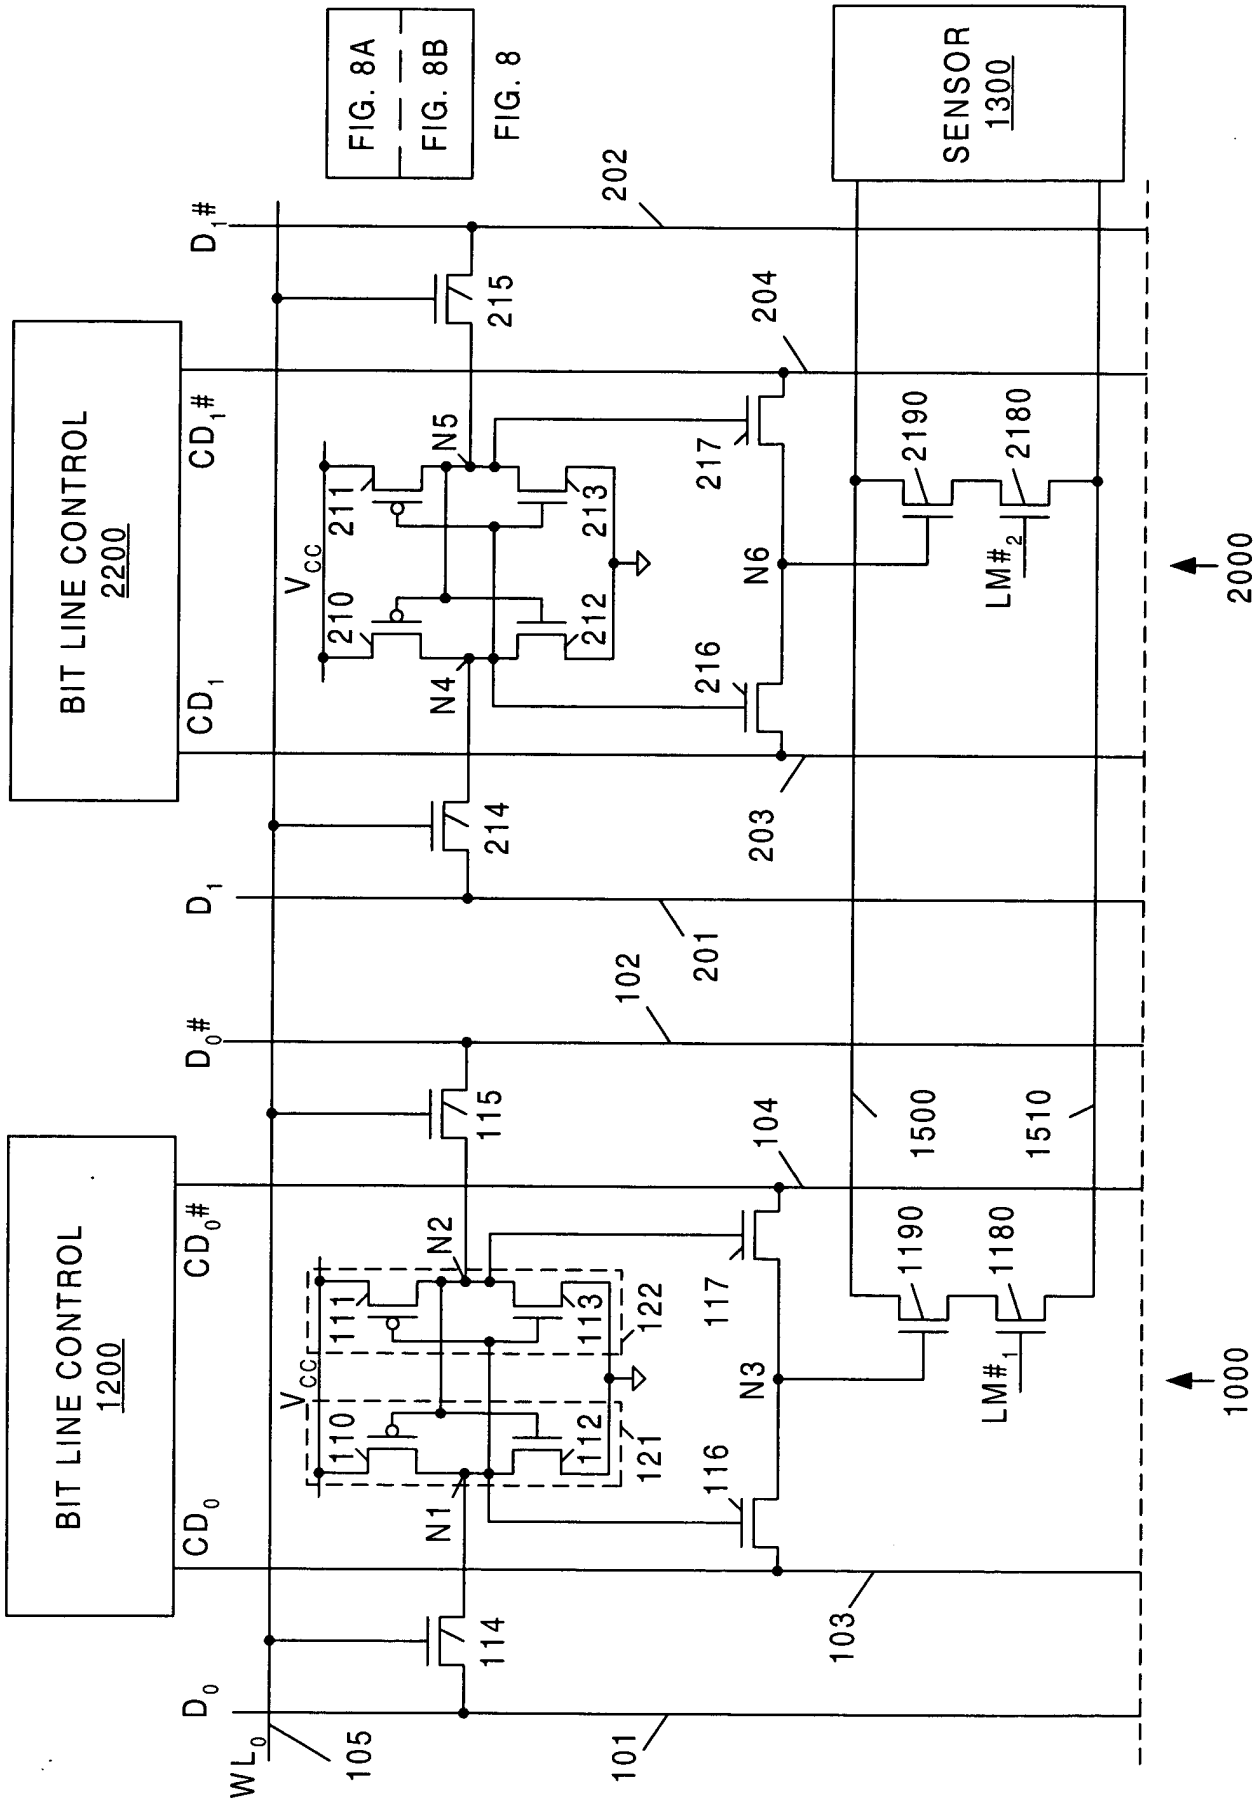 BIT LINE CONTROL
1200
BIT LINE CONTROL
2200
WL0
D0
CD0
CD0#
D0#
D1
CD1
CD1#
D1#
105
VCC
VCC
110
111
210
211
FIG. 8A
FIG. 8B
FIG. 8
N1
N2
N4
N5
114
112
113
115
214
212
213
215
121
122
101
102
201
202
116
117
216
217
N3
N6
103
104
203
204
1500
1190
2190
SENSOR
1300
LM#1
1180
1510
LM#2
2180
1000
2000